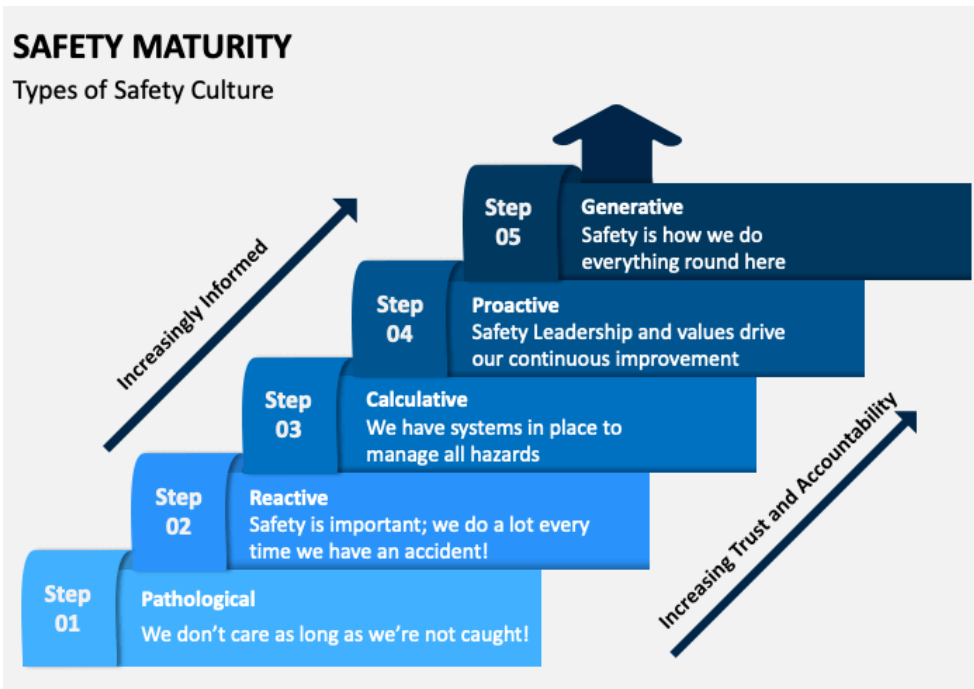 SAFETY MATURITY
Types of Safety Culture
Increasingly Informed
Step
05
Generative
Safety is how we do
everything round here
Step
04
Proactive
Safety Leadership and values drive
our continuous improvement
Step
03
Calculative
We have systems in place to
manage all hazards
Step
02
Reactive
Safety is important; we do a lot every
time we have an accident!
Step
01
Pathological
We don’t care as long as we’re not caught!
Increasing Trust and Accountability